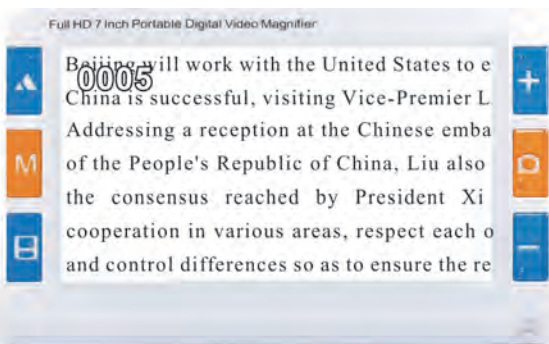 Full HD 7 Inch Portable Digital Video Magnifier
Beijing will work with the United States to e
0005
China is successful, visiting Vice-Premier L
Addressing a reception at the Chinese emba
M
of the People's Republic of China, Liu also
the consensus reached by President Xi
cooperation in various areas, respect each o
and control differences so as to ensure the re